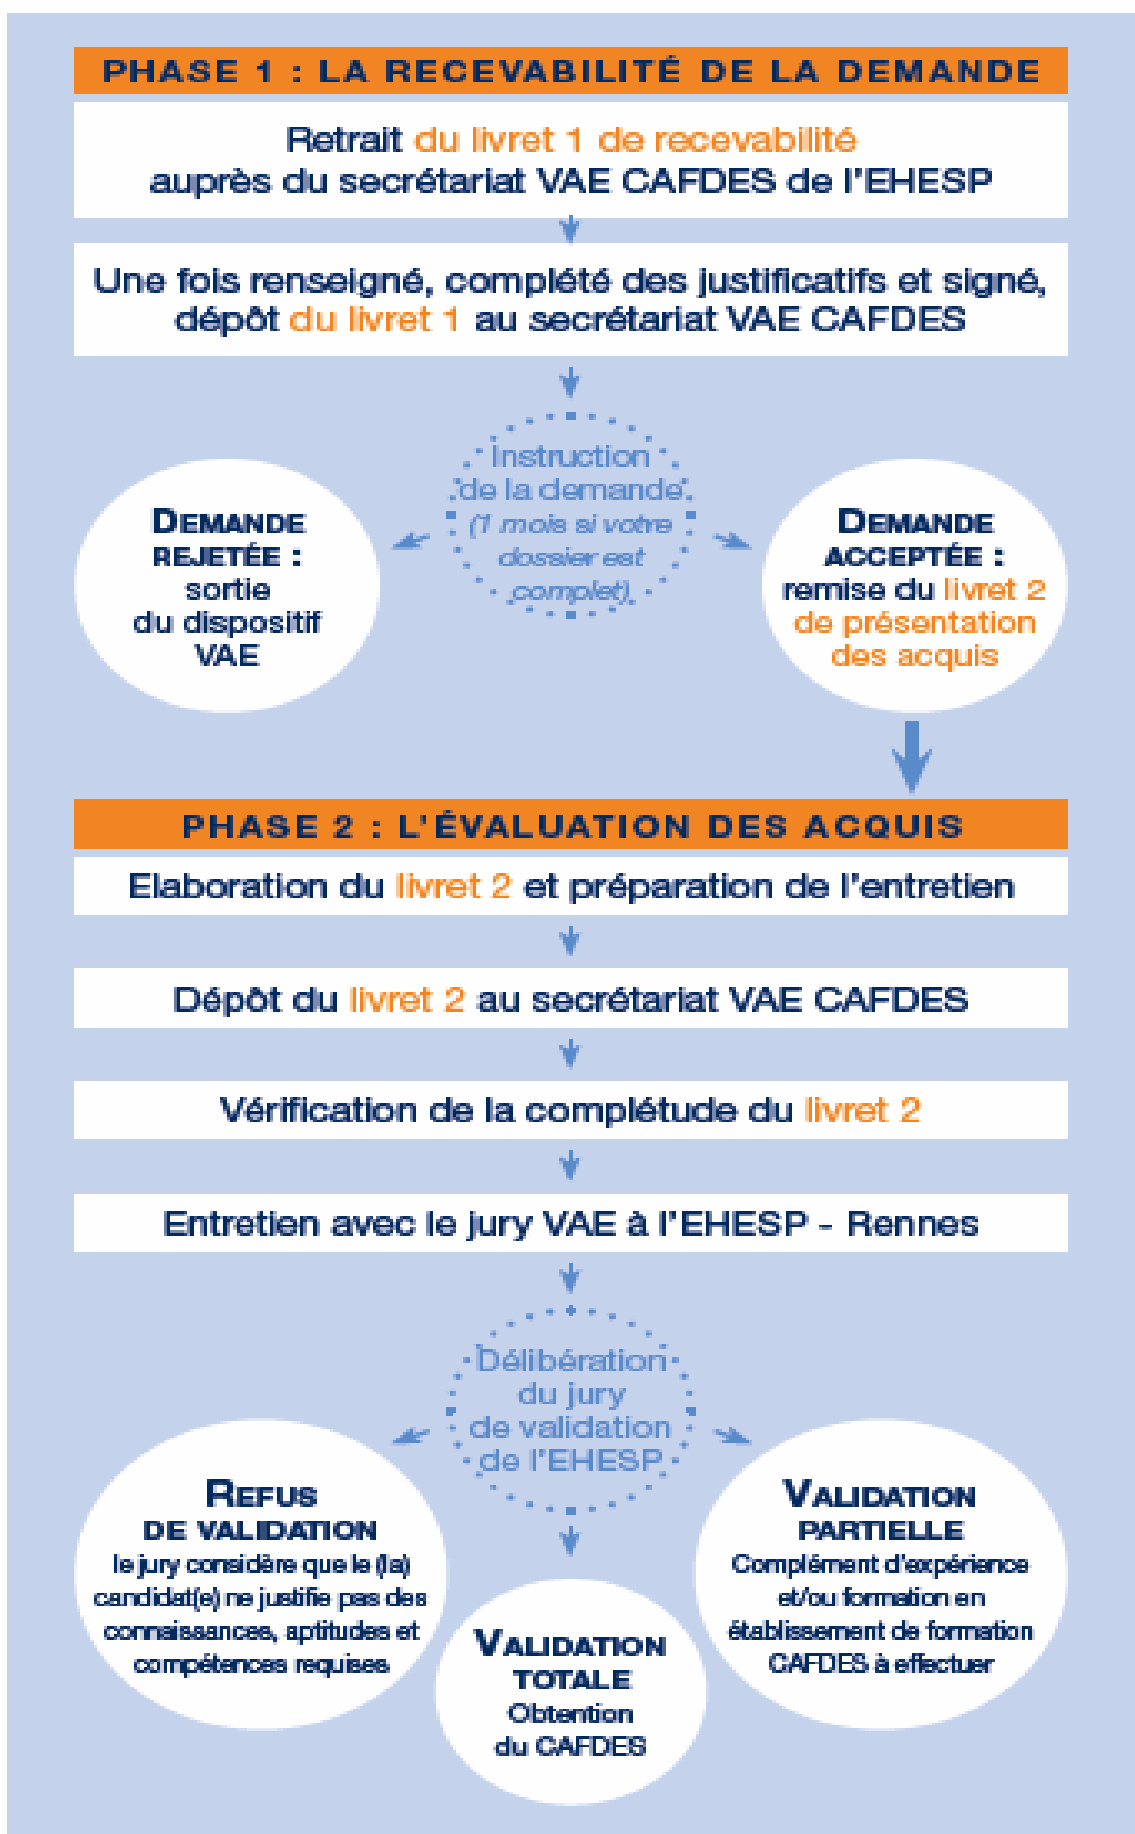 PHASE 1 : LA RECEVABILITÉ DE LA DEMANDE
Retrait du livret 1 de recevabilité
auprès du secrétariat VAE CAFDES de l'EHESP
Une fois renseigné, complété des justificatifs et signé,
dépôt du livret 1 au secrétariat VAE CAFDES
Instruction
de la demande
(1 mois si votre
dossier est
complet)
DEMANDE
REJETÉE :
sortie
du dispositif
VAE
DEMANDE
ACCEPTÉE :
remise du livret 2
de présentation
des acquis
PHASE 2 : L'ÉVALUATION DES ACQUIS
Elaboration du livret 2 et préparation de l'entretien
Dépôt du livret 2 au secrétariat VAE CAFDES
Vérification de la complétude du livret 2
Entretien avec le jury VAE à l'EHESP - Rennes
Délibération
du jury
de validation
de l'EHESP
REFUS
DE VALIDATION
le jury considère que le (la)
candidat(e) ne justifie pas des
connaissances, aptitudes et
compétences requises
VALIDATION
TOTALE
Obtention
du CAFDES
VALIDATION
PARTIELLE
Complément d'expérience
et/ou formation en
établissement de formation
CAFDES à effectuer